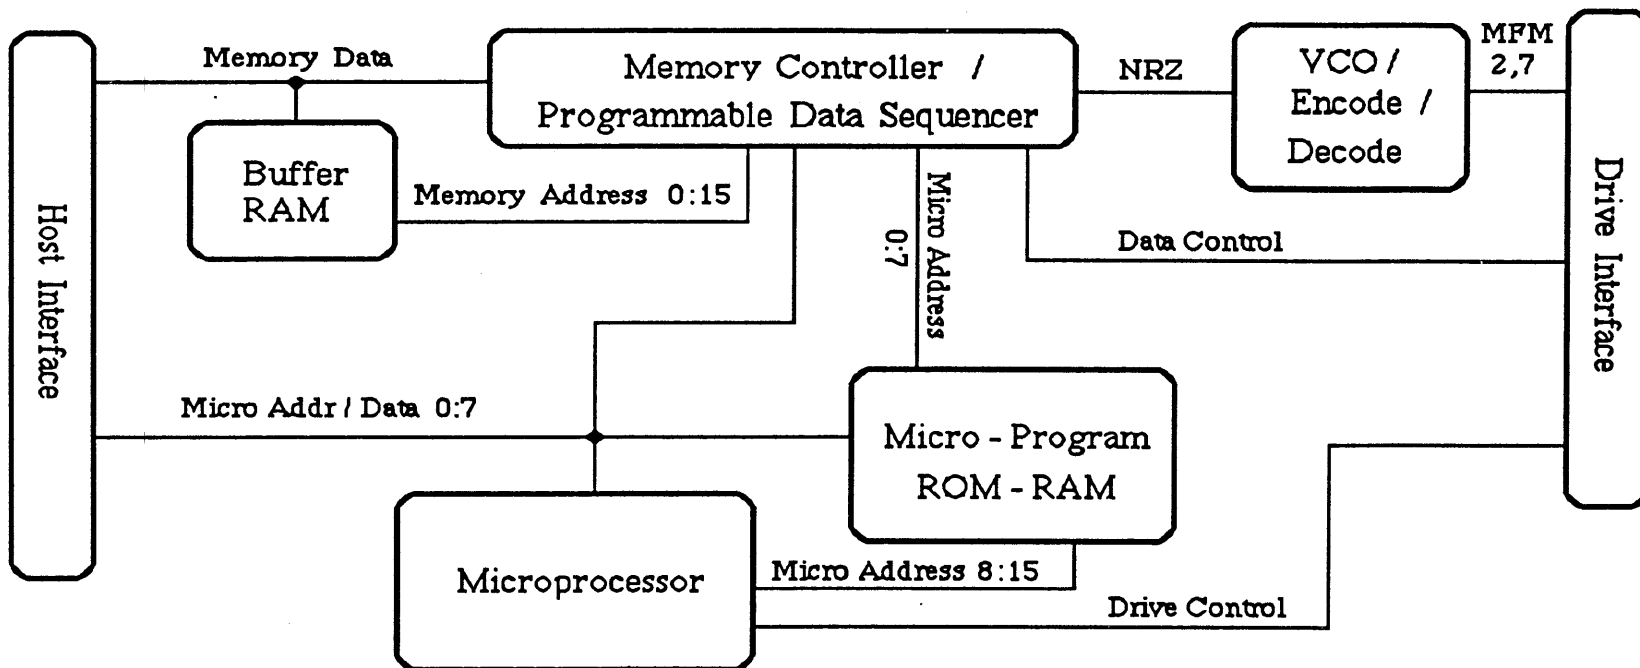 Memory Data
Memory Controller /
Programmable Data Sequencer
NRZ
VCO /
Encode /
Decode
MFM
2,7
Buffer
RAM
Memory Address 0:15
Micro Address
0:7
Data Control
Host Interface
Drive Interface
Micro Addr / Data 0:7
Micro - Program
ROM - RAM
Microprocessor
Micro Address 8:15
Drive Control